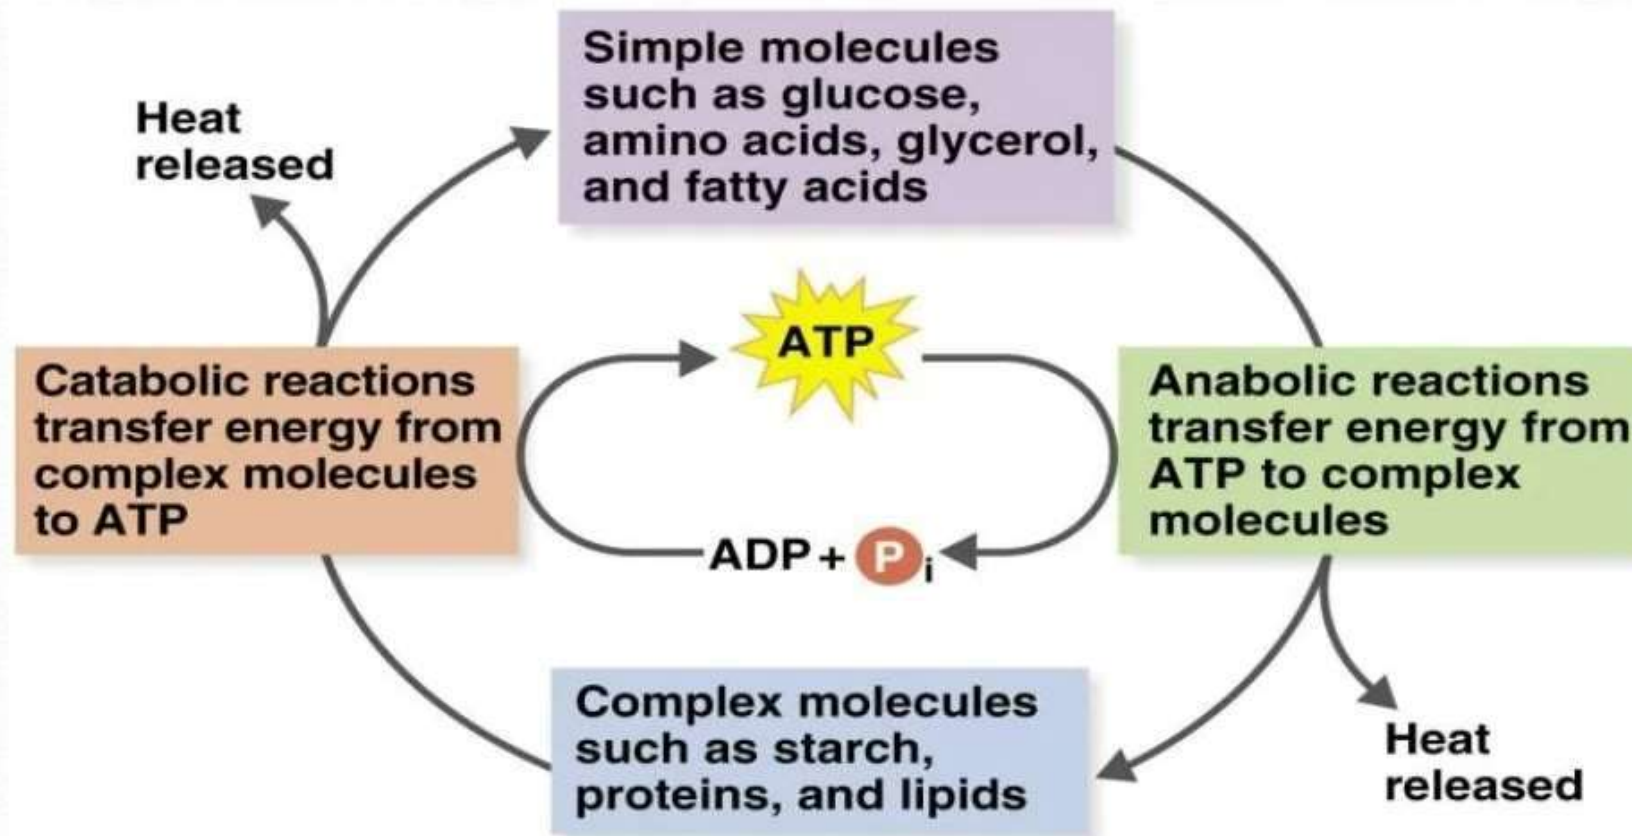 Simple molecules
such as glucose,
amino acids, glycerol,
and fatty acids
Heat
released
ATP
Catabolic reactions
transfer energy from
complex molecules
to ATP
Anabolic reactions
transfer energy from
ATP to complex
molecules
ADP + Pi
Complex molecules
such as starch,
proteins, and lipids
Heat
released